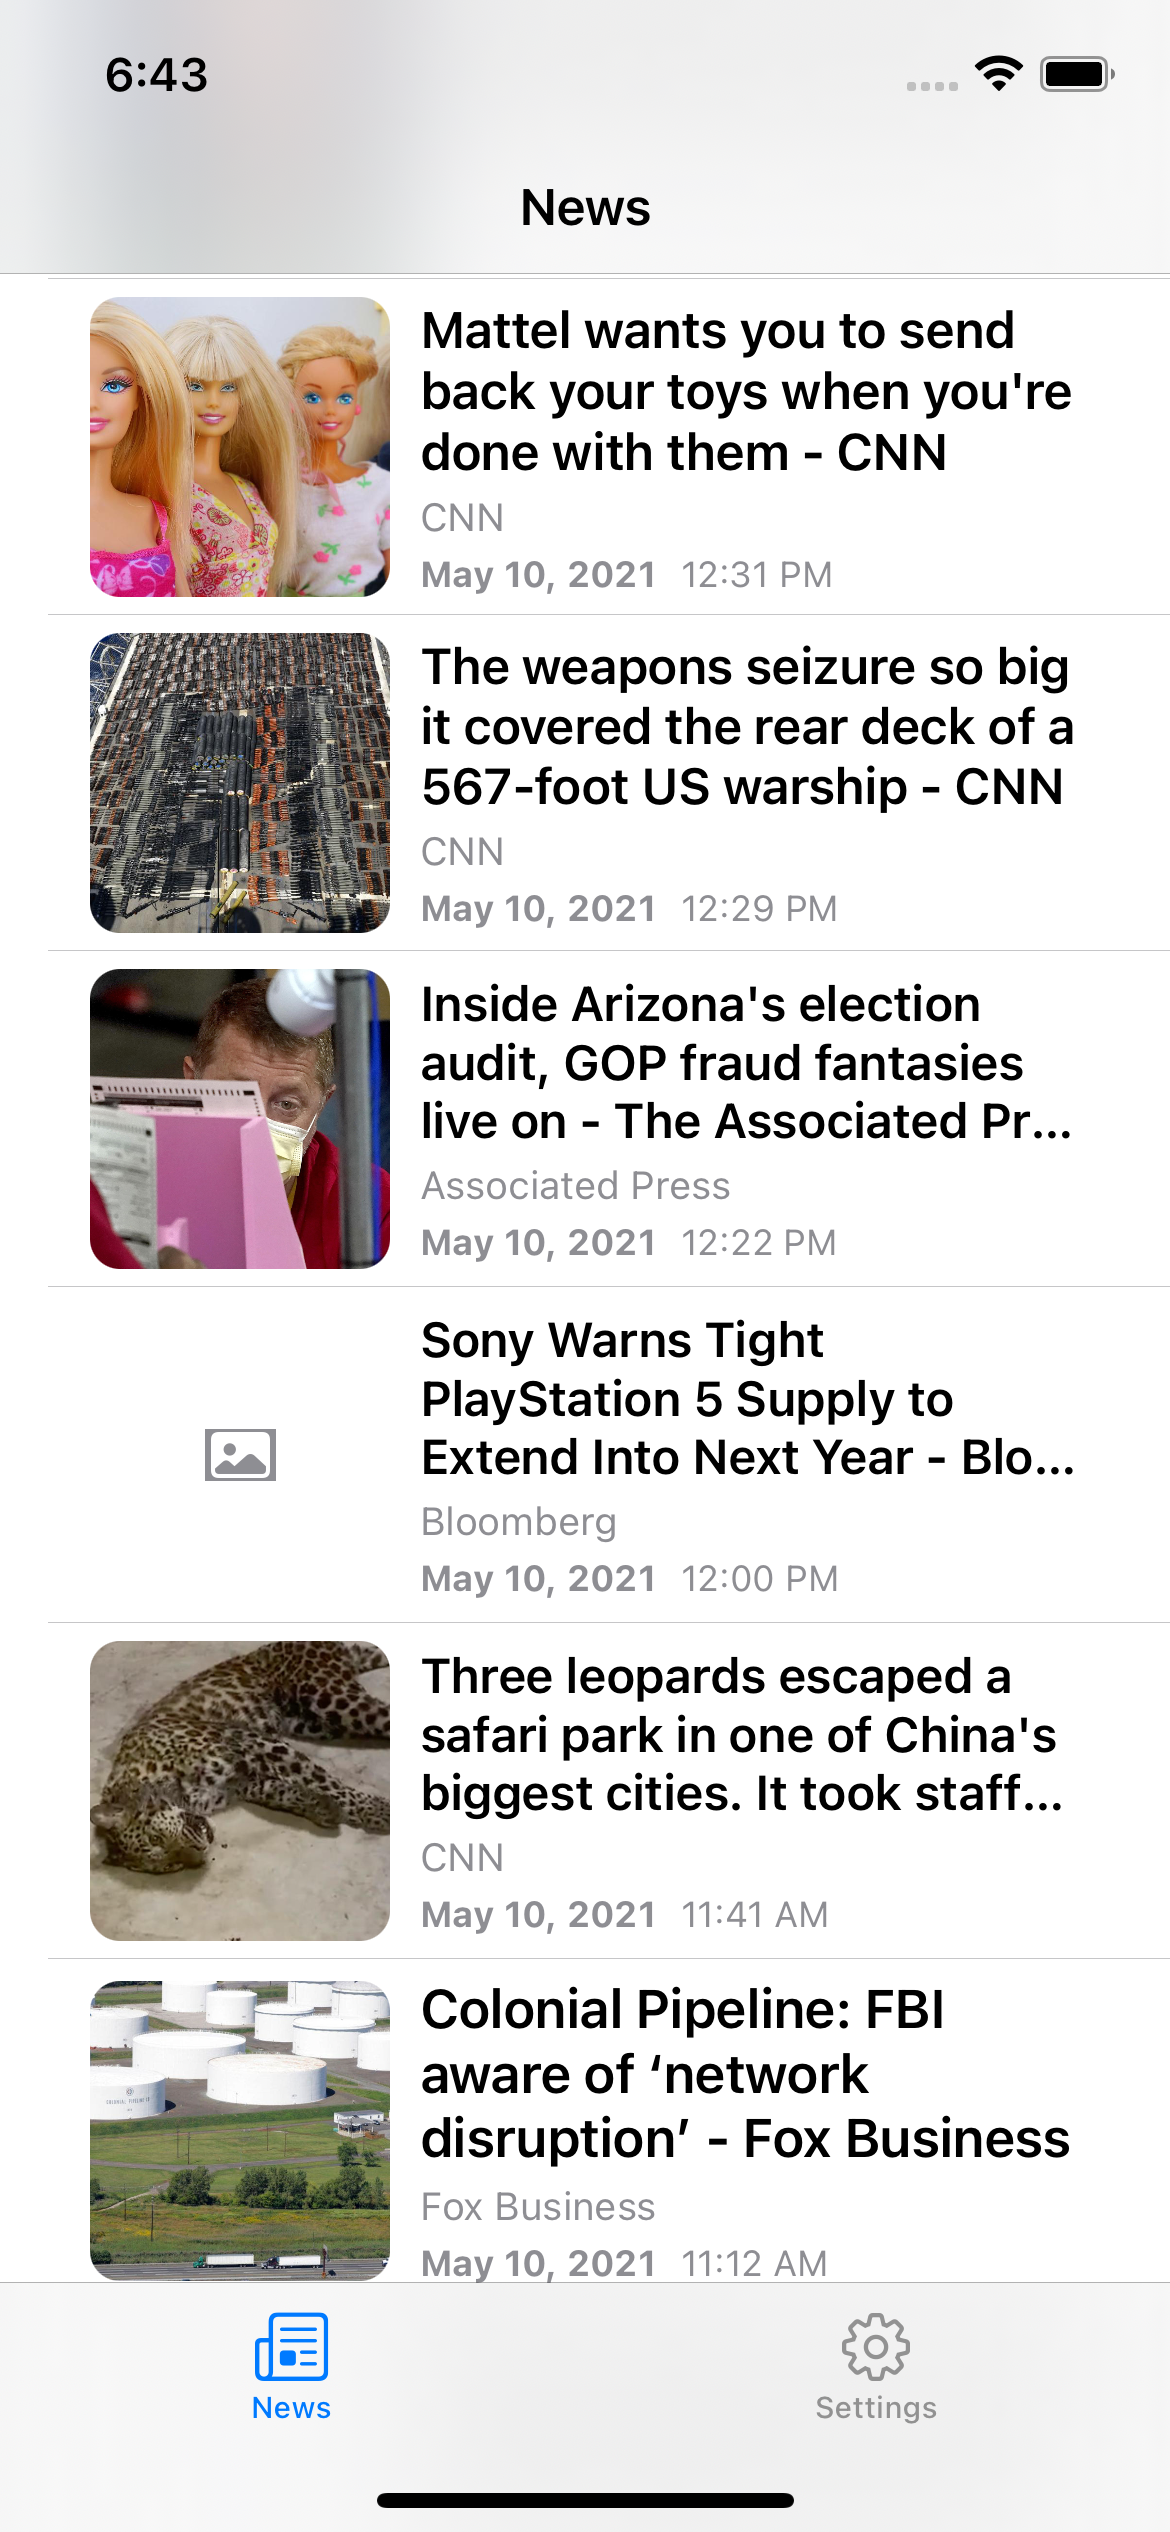 6:43
News
Mattel wants you to send
back your toys when you're
done with them - CNN
CNN
May 10, 2021 12:31 PM
The weapons seizure so big
it covered the rear deck of a
567-foot US warship - CNN
CNN
May 10, 2021 12:29 PM
Inside Arizona's election
audit, GOP fraud fantasies
live on - The Associated Pr...
Associated Press
May 10, 2021 12:22 PM
Sony Warns Tight
PlayStation 5 Supply to
Extend Into Next Year - Blo...
Bloomberg
May 10, 2021 12:00 PM
Three leopards escaped a
safari park in one of China's
biggest cities. It took staff...
CNN
May 10, 2021 11:41 AM
Colonial Pipeline: FBI
aware of ‘network
disruption’ - Fox Business
Fox Business
May 10, 2021 11:12 AM
News
Settings